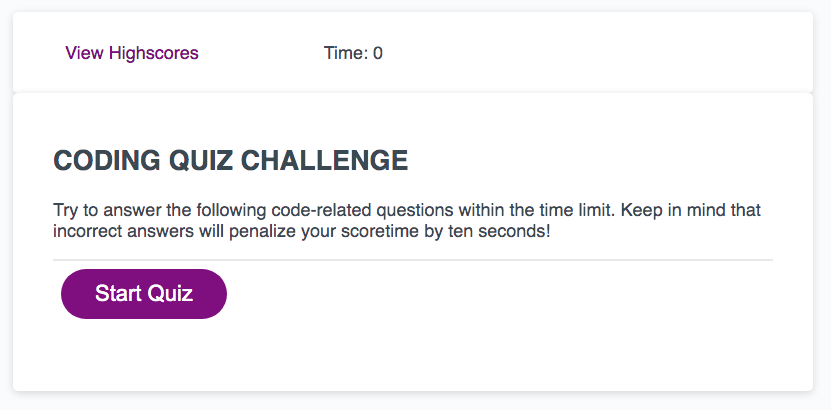 View Highscores Time: 0
CODING QUIZ CHALLENGE
Try to answer the following code-related questions within the time limit. Keep in mind that
incorrect answers will penalize your scoretime by ten seconds!
Start Quiz